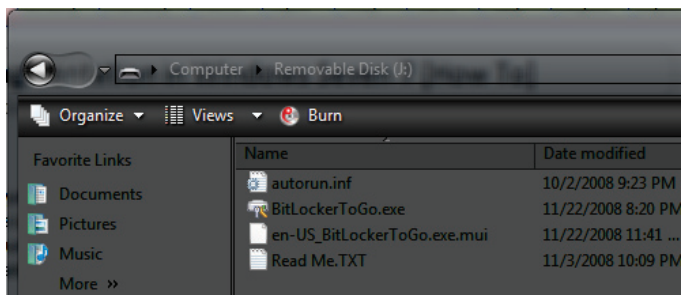 Computer Removable Disk (J:)
Organize Views Burn
Favorite Links
Documents
Pictures
Music
More »
Name Date modified
autorun.inf 10/2/2008 9:23 PM
BitLockerToGo.exe 11/22/2008 8:20 PM
en-US_BitLockerToGo.exe.mui 11/22/2008 11:41 ...
Read Me.TXT 11/3/2008 10:09 PM